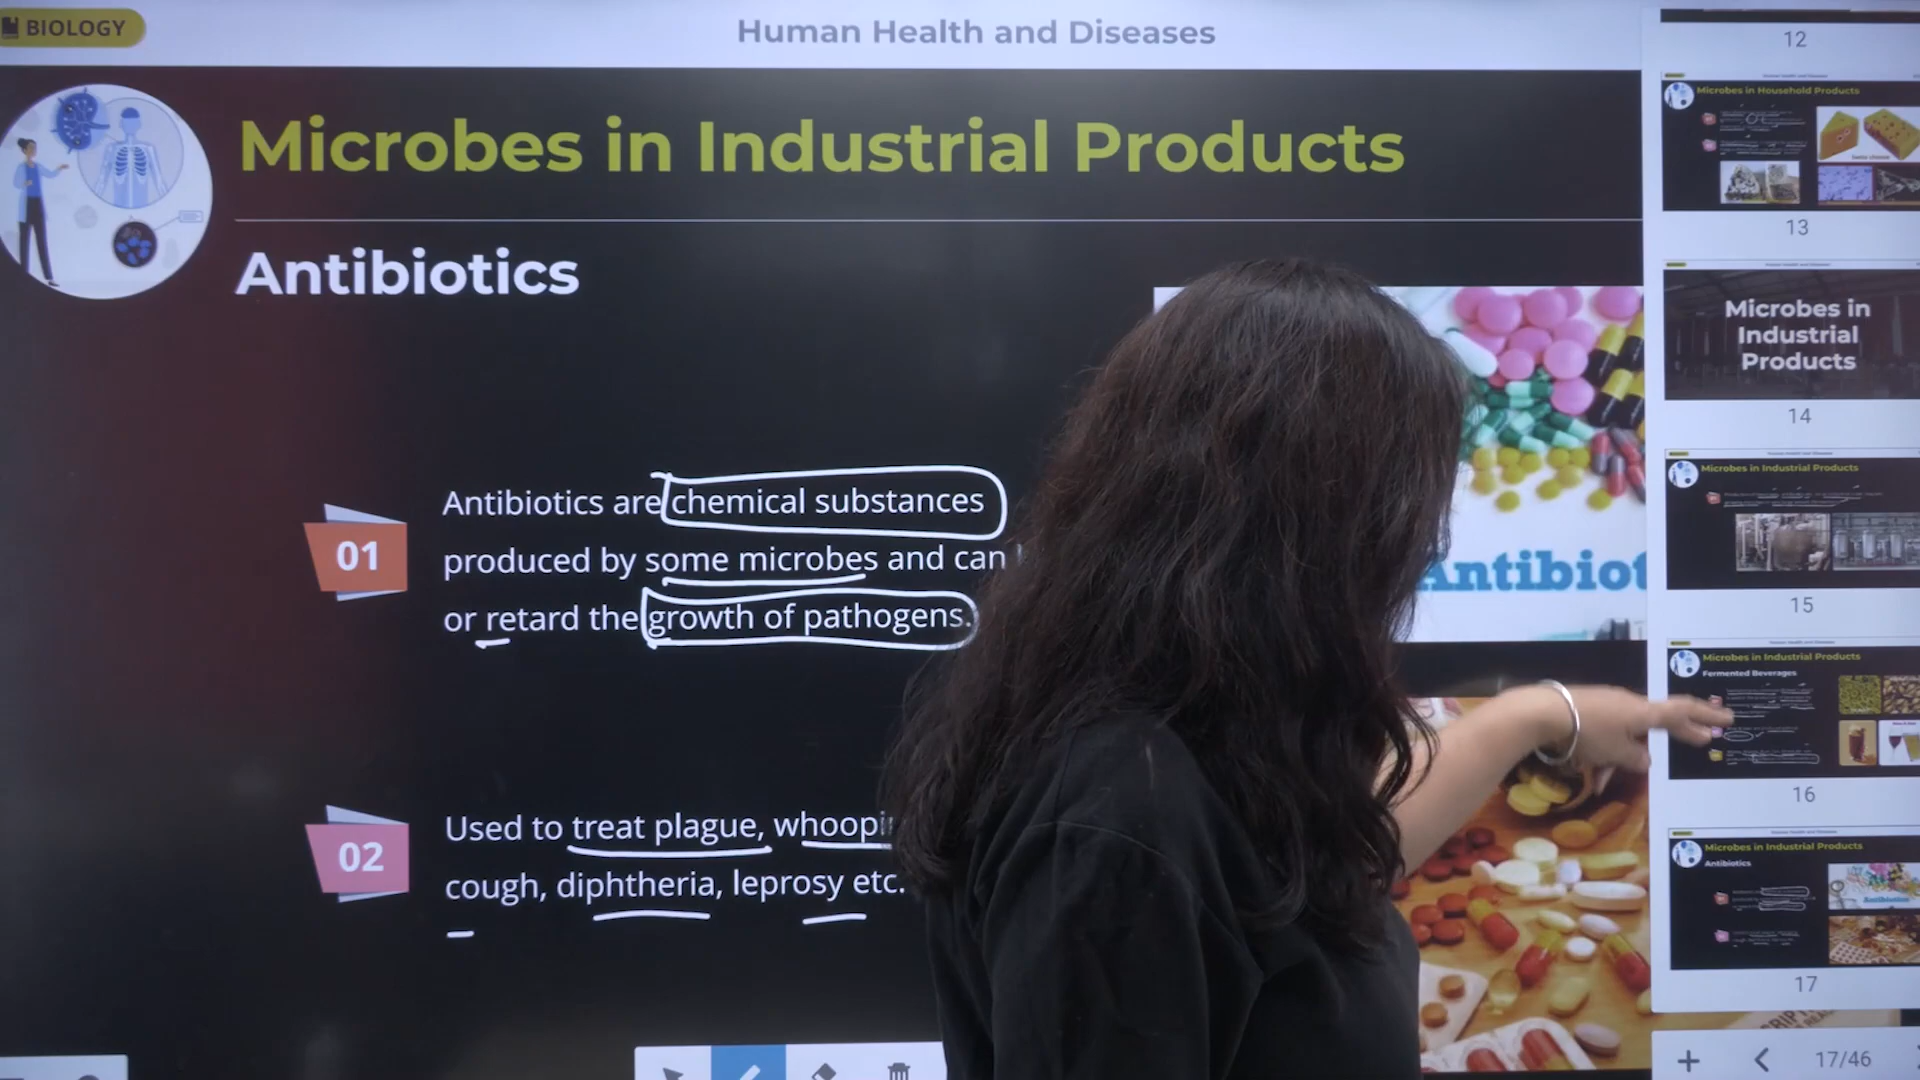 BIOLOGY
Human Health and Diseases
Microbes in Industrial Products
Antibiotics
01
Antibiotics are chemical substances
produced by some microbes and can
or retard the growth of pathogens.
02
Used to treat plague,
cough, diphtheria, leprosy etc.
12
Microbes in Household Products
13
Microbes in
Industrial
Products
14
Microbes in Industrial Products
15
Microbes in Industrial Products
Fermented Beverages
16
Microbes in Industrial Products
Antibiotics
Antibiotics
17
17/46